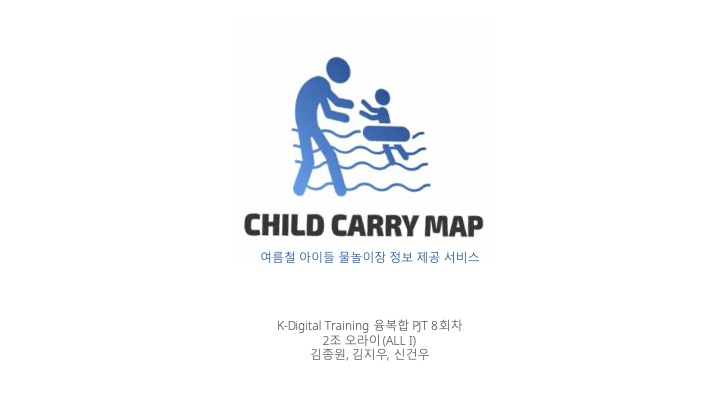 CHILD CARRY MAP
여름철 아이들 물놀이장 정보 제공 서비스
K-Digital Training 융복합 PJT 8회차
2조 오라이(ALL I)
김종원, 김지우, 신건우